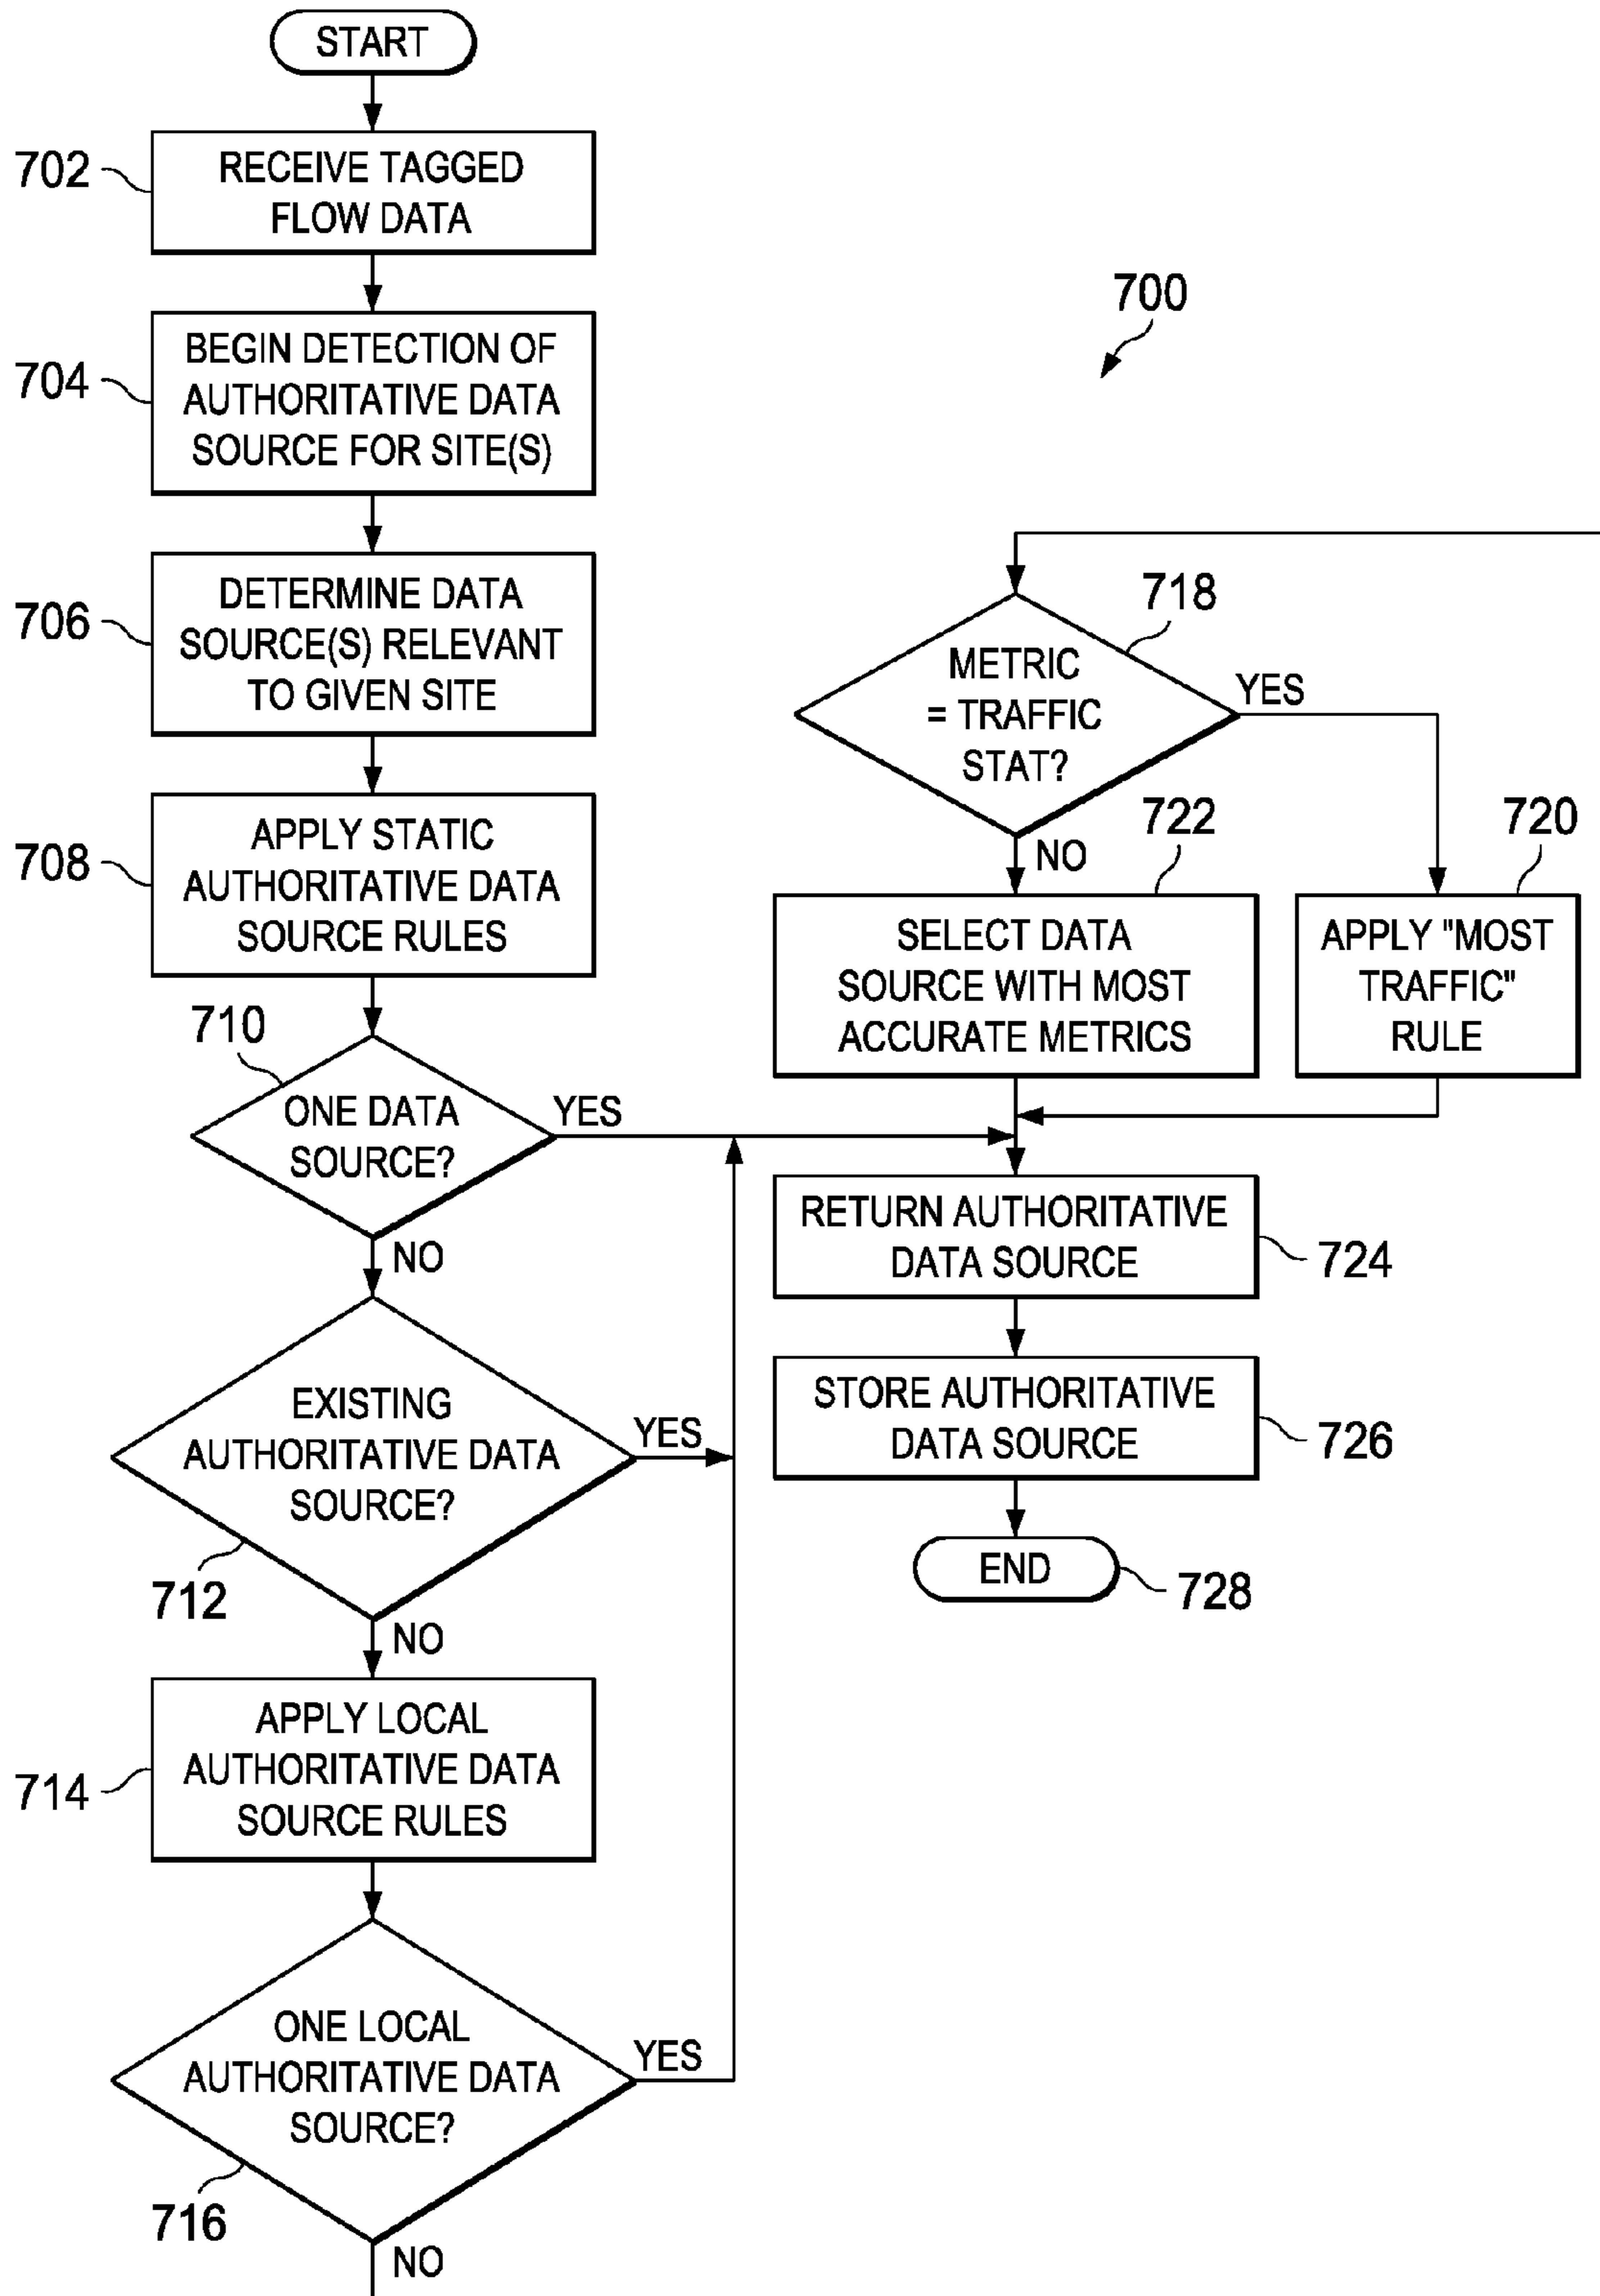 START
702
RECEIVE TAGGED
FLOW DATA
704
BEGIN DETECTION OF
AUTHORITATIVE DATA
SOURCE FOR SITE(S)
706
DETERMINE DATA
SOURCE(S) RELEVANT
TO GIVEN SITE
708
APPLY STATIC
AUTHORITATIVE DATA
SOURCE RULES
710
ONE DATA
SOURCE?
YES
NO
EXISTING
AUTHORITATIVE DATA
SOURCE?
YES
712
NO
714
APPLY LOCAL
AUTHORITATIVE DATA
SOURCE RULES
ONE LOCAL
AUTHORITATIVE DATA
SOURCE?
YES
716
NO
700
718
METRIC
= TRAFFIC
STAT?
YES
NO
722
SELECT DATA
SOURCE WITH MOST
ACCURATE METRICS
720
APPLY "MOST
TRAFFIC"
RULE
RETURN AUTHORITATIVE
DATA SOURCE
724
STORE AUTHORITATIVE
DATA SOURCE
726
END
728